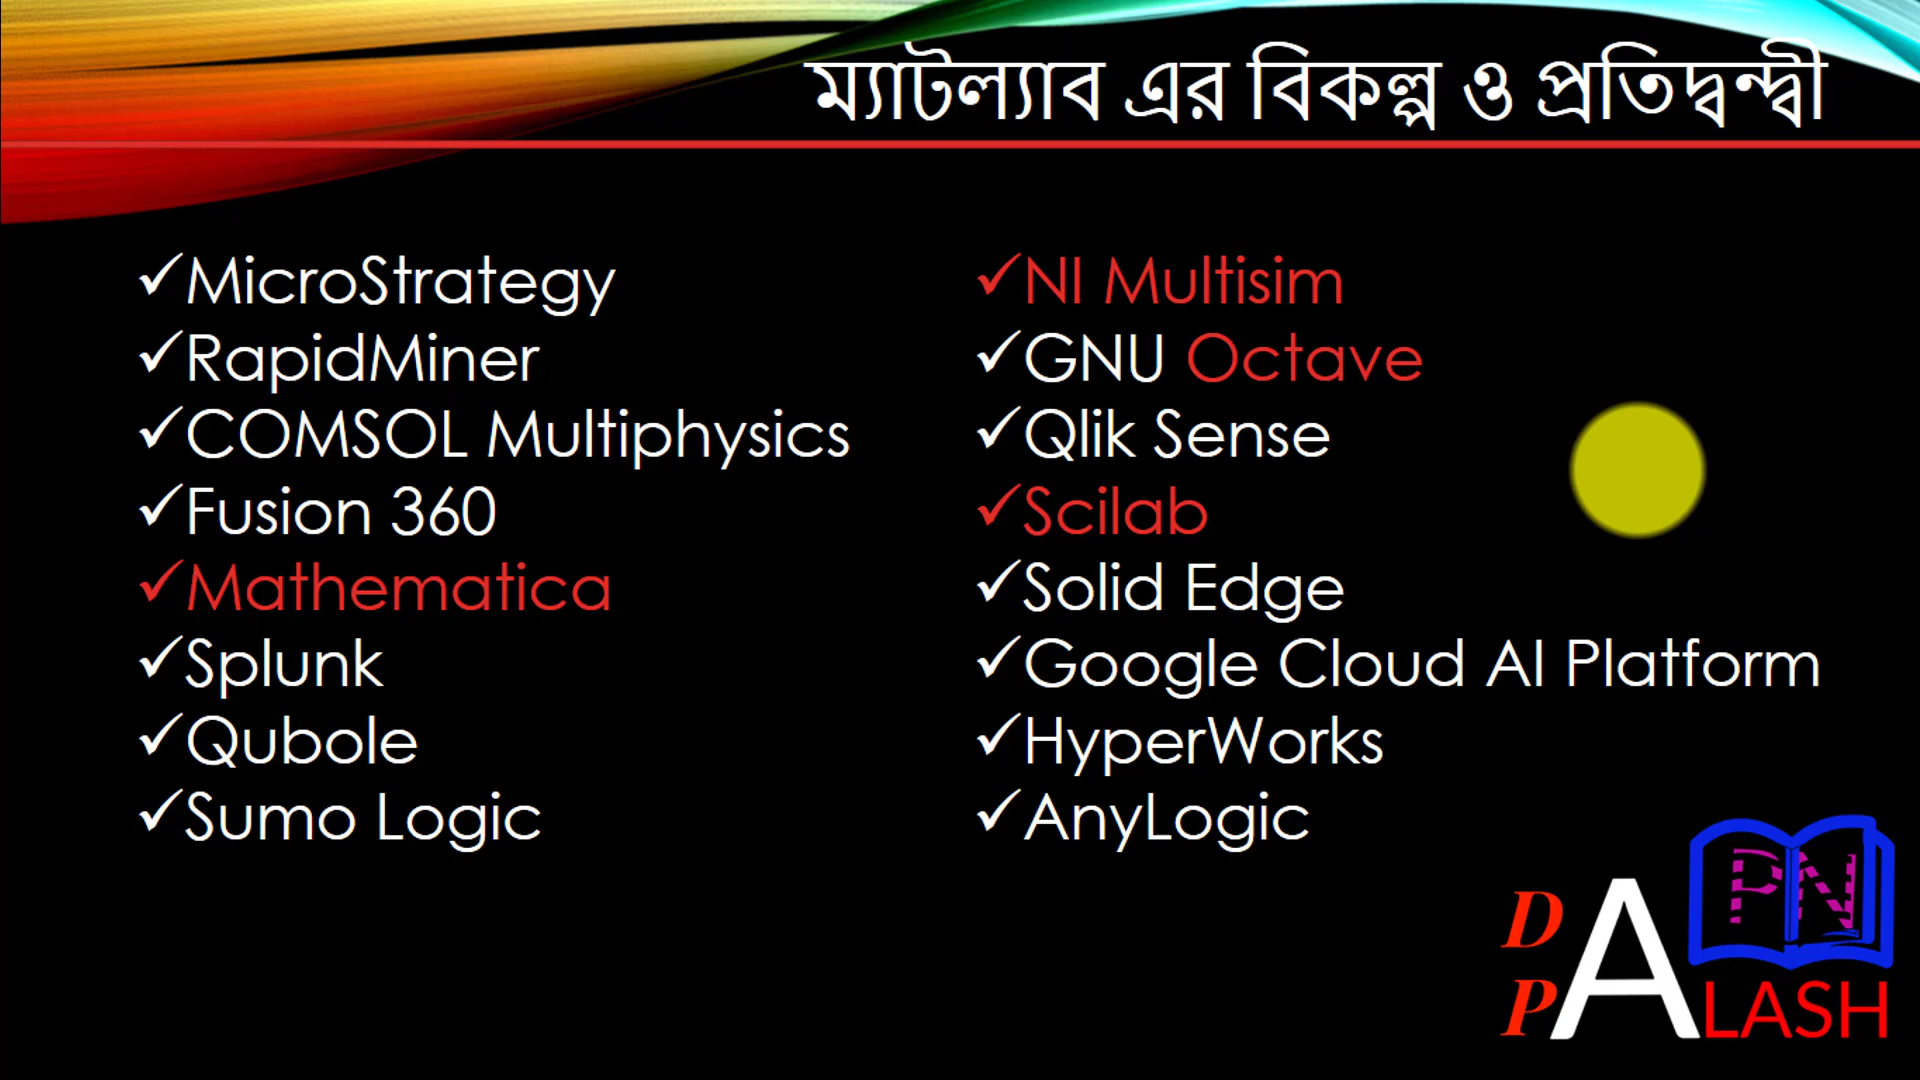 ম্যাটল্যাব এর বিকল্প ও প্রতিদ্বন্দ্বী
✓MicroStrategy
✓RapidMiner
✓COMSOL Multiphysics
✓Fusion 360
✓Mathematica
✓Splunk
✓Qubole
✓Sumo Logic
✓NI Multisim
✓GNU Octave
✓Qlik Sense
✓Scilab
✓Solid Edge
✓Google Cloud AI Platform
✓HyperWorks
✓AnyLogic
PN
D
PALASH